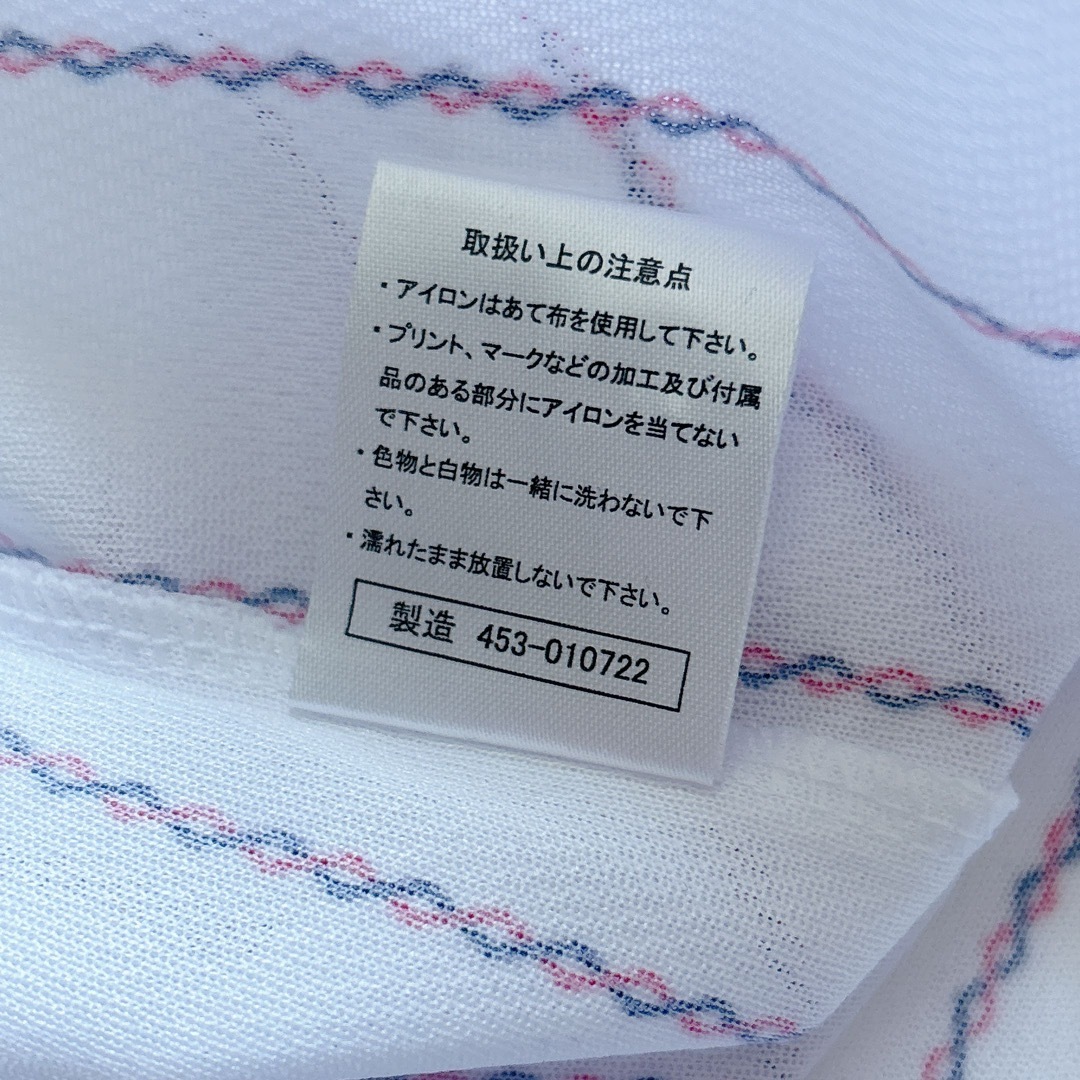 取扱い上の注意点
・アイロンはあて布を使用して下さい。
・プリント、マークなどの加工及び付属
品のある部分にアイロンを当てない
で下さい。
・色物と白物は一緒に洗わないで下
さい。
・濡れたまま放置しないで下さい。
製造 453-010722